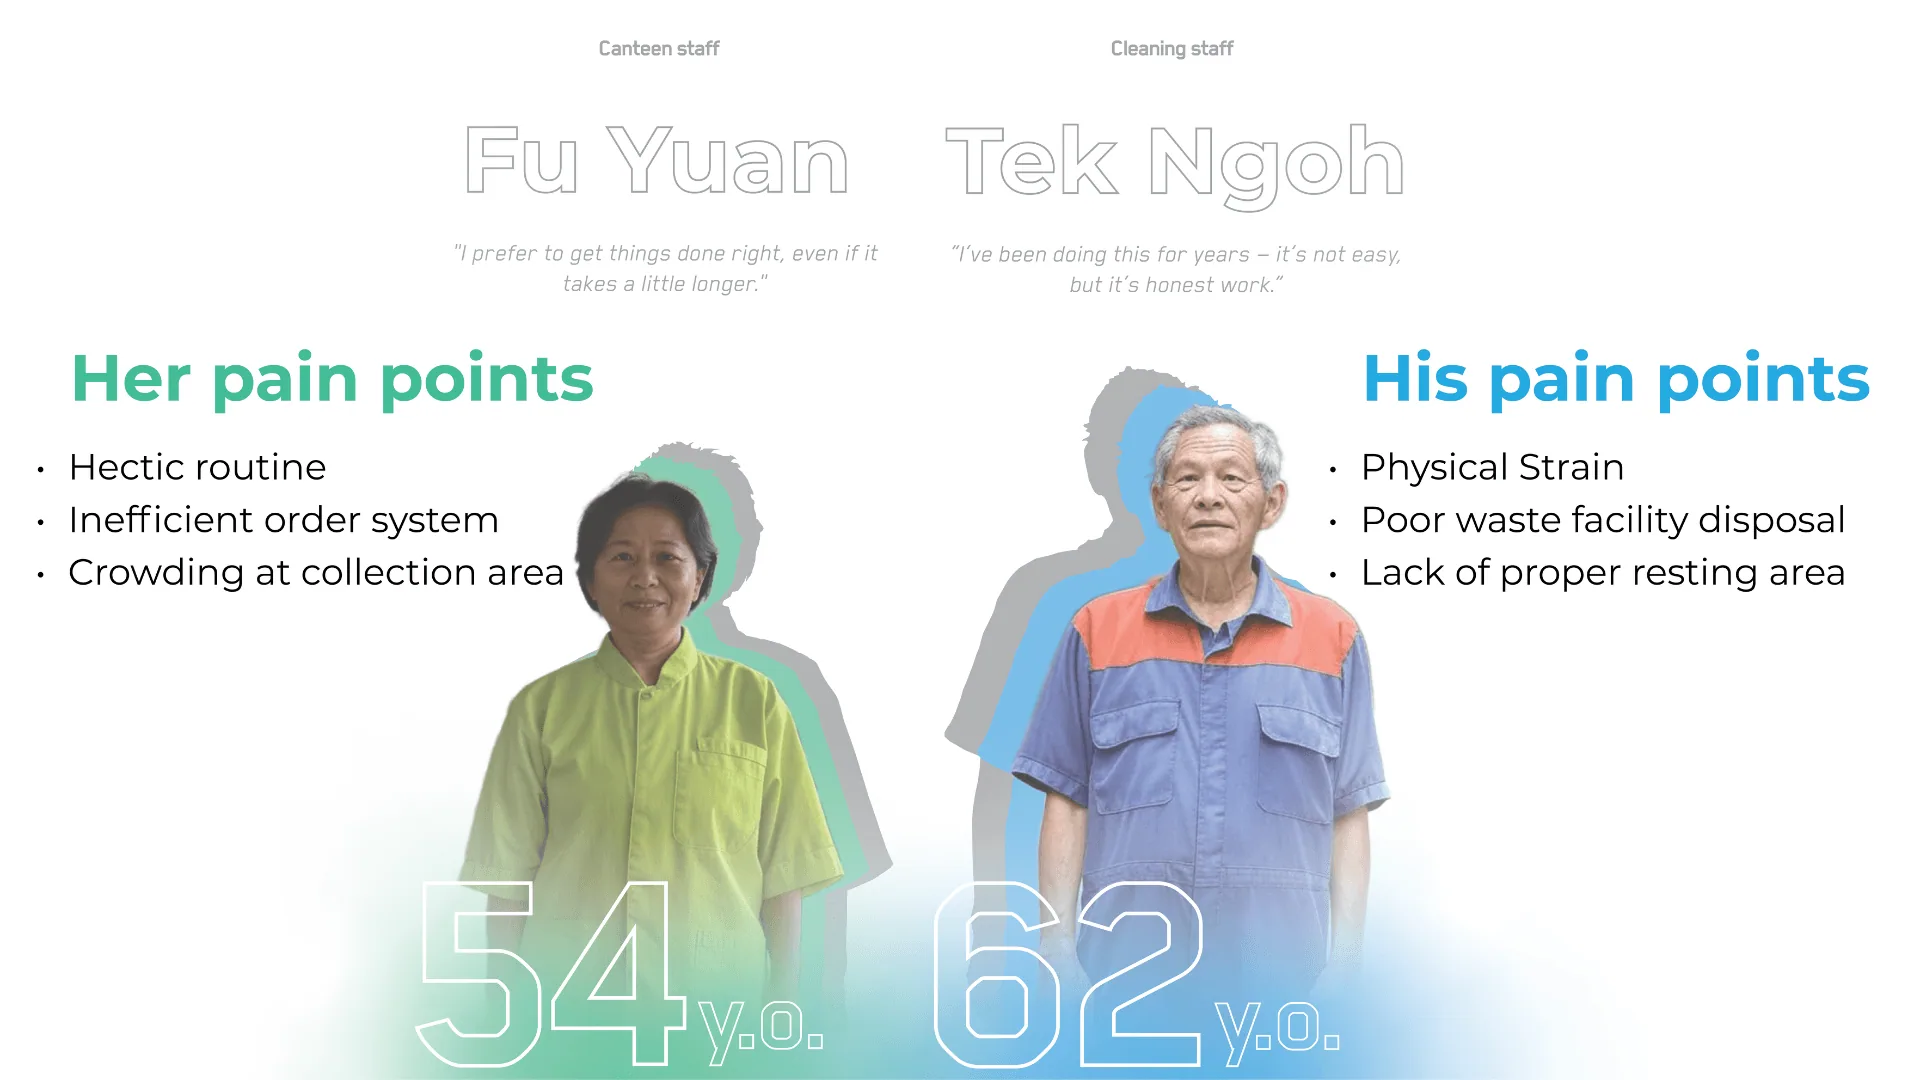 Canteen staff
Fu Yuan
"I prefer to get things done right, even if it
takes a little longer."
Cleaning staff
Tek Ngoh
“I’ve been doing this for years – it’s not easy,
but it’s honest work.”
Her pain points
• Hectic routine
• Inefficient order system
• Crowding at collection area
His pain points
• Physical Strain
• Poor waste facility disposal
• Lack of proper resting area
54 y.o.
62 y.o.